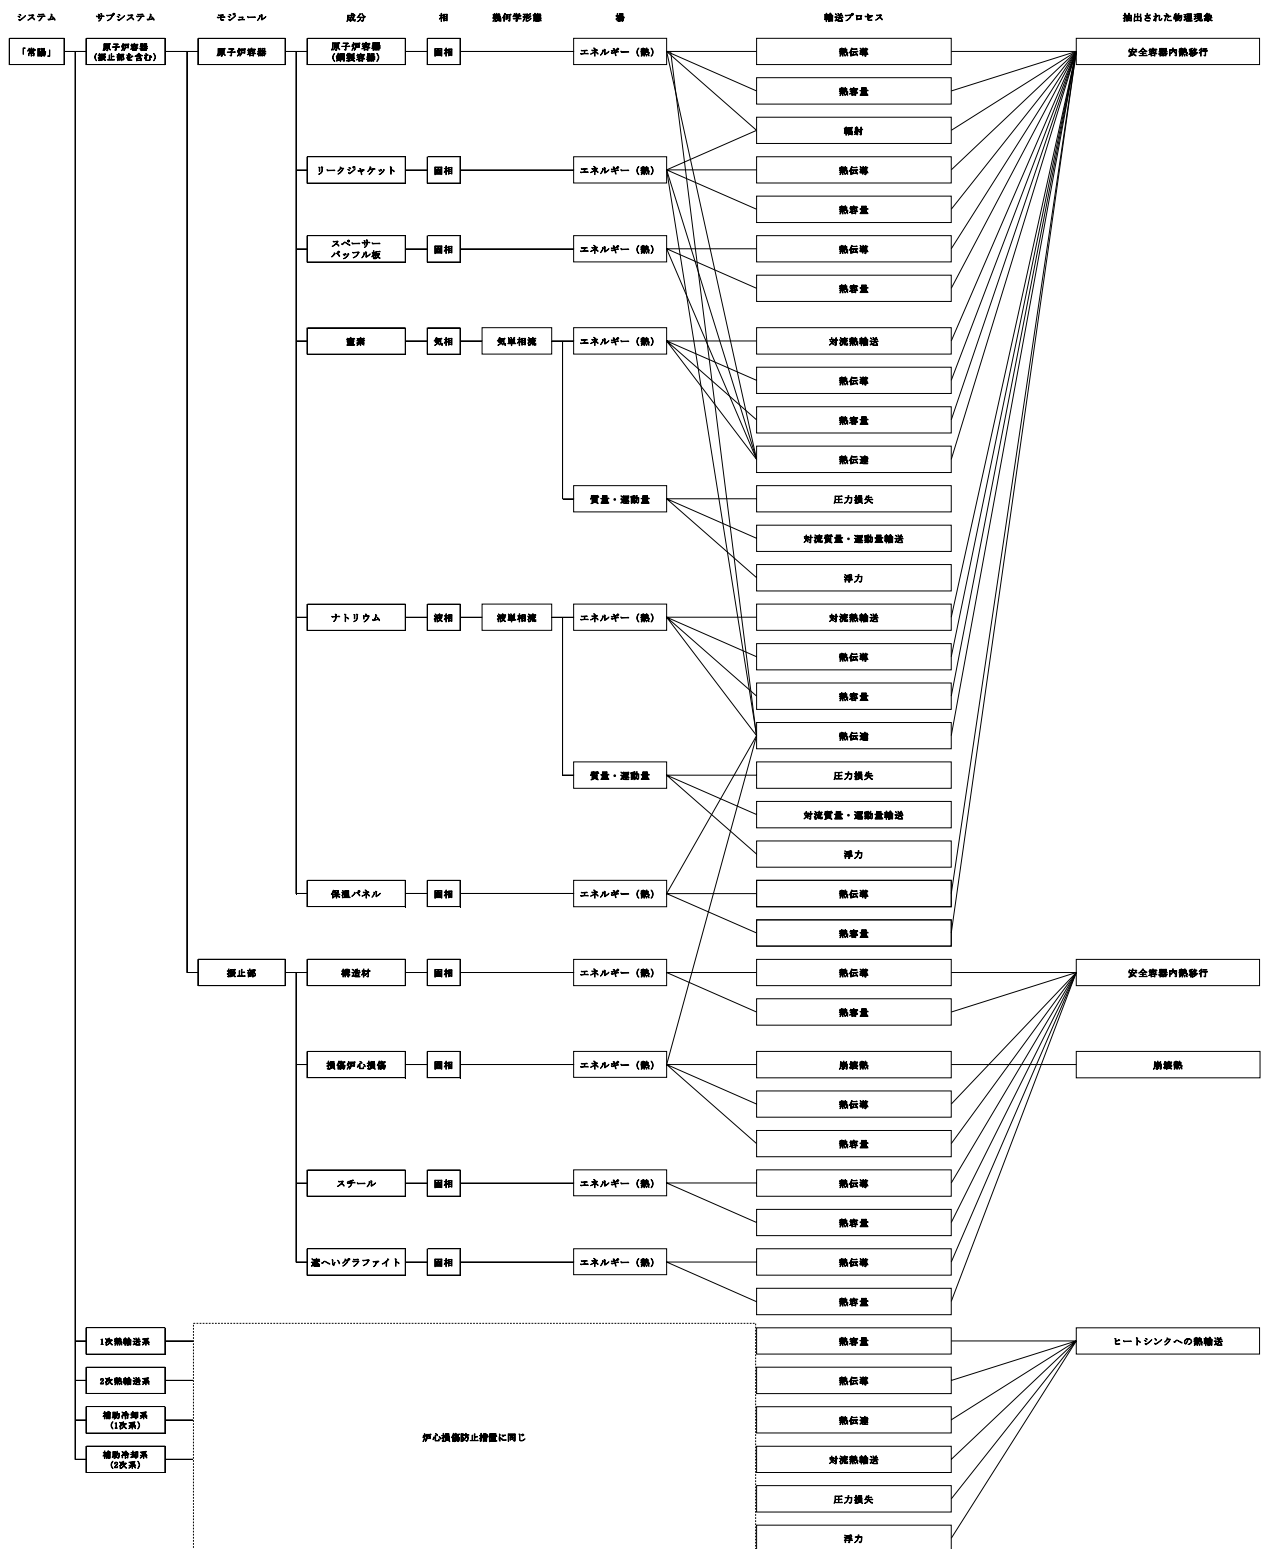 システム サブシステム モジュール 成分 相 幾何学形態 場 輸送プロセス 抽出された物理現象
「常陽」 原子炉容器 原子炉容器 原子炉容器 固相 エネルギー（熱） 熱伝導 安全容器内熱移行
(振止部を含む) (鋼製容器)
熱容量
輻射
リークジャケット 固相 エネルギー（熱） 熱伝導
熱容量
スペーサー 固相 エネルギー（熱） 熱伝導
バッフル板
熱容量
窒素 気相 気単相流 エネルギー（熱） 対流熱輸送
熱伝導
熱容量
熱伝達
質量・運動量 圧力損失
対流質量・運動量輸送
浮力
ナトリウム 液相 液単相流 エネルギー（熱） 対流熱輸送
熱伝導
熱容量
熱伝達
質量・運動量 圧力損失
対流質量・運動量輸送
浮力
保温パネル 固相 エネルギー（熱） 熱伝導
熱容量
振止部 構造材 固相 エネルギー（熱） 熱伝導 安全容器内熱移行
熱容量
損傷炉心損傷 固相 エネルギー（熱） 崩壊熱 崩壊熱
熱伝導
熱容量
スチール 固相 エネルギー（熱） 熱伝導
熱容量
遮へいグラファイト 固相 エネルギー（熱） 熱伝導
熱容量
1次熱輸送系 熱容量 ヒートシンクへの熱輸送
2次熱輸送系 熱伝導
補助冷却系 熱伝達
(1次系)
炉心損傷防止措置に同じ
補助冷却系 対流熱輸送
(2次系)
圧力損失
浮力